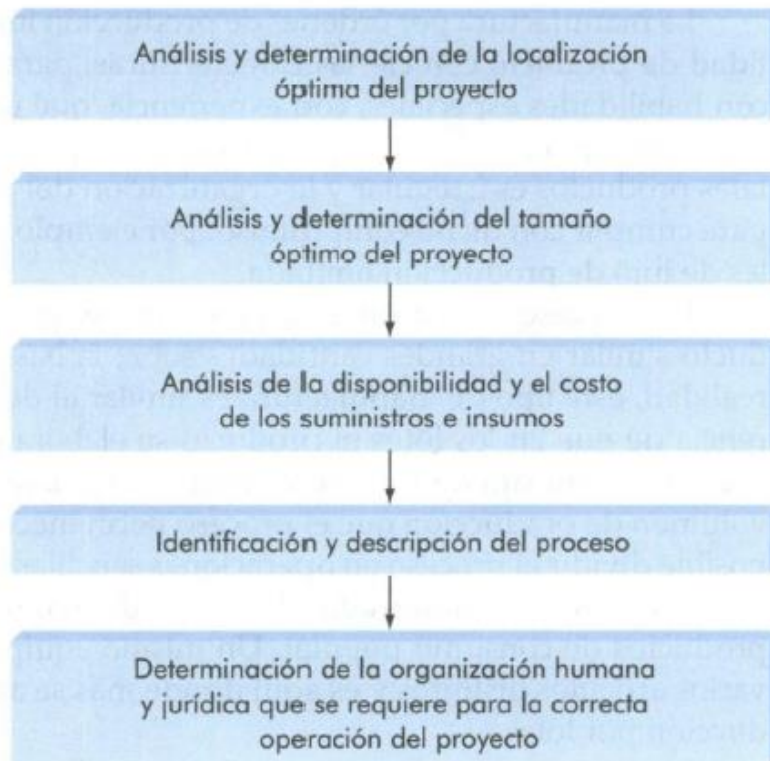 Análisis y determinación de la localización
óptima del proyecto
Análisis y determinación del tamaño
óptimo del proyecto
Análisis de la disponibilidad y el costo
de los suministros e insumos
Identificación y descripción del proceso
Determinación de la organización humana
y jurídica que se requiere para la correcta
operación del proyecto